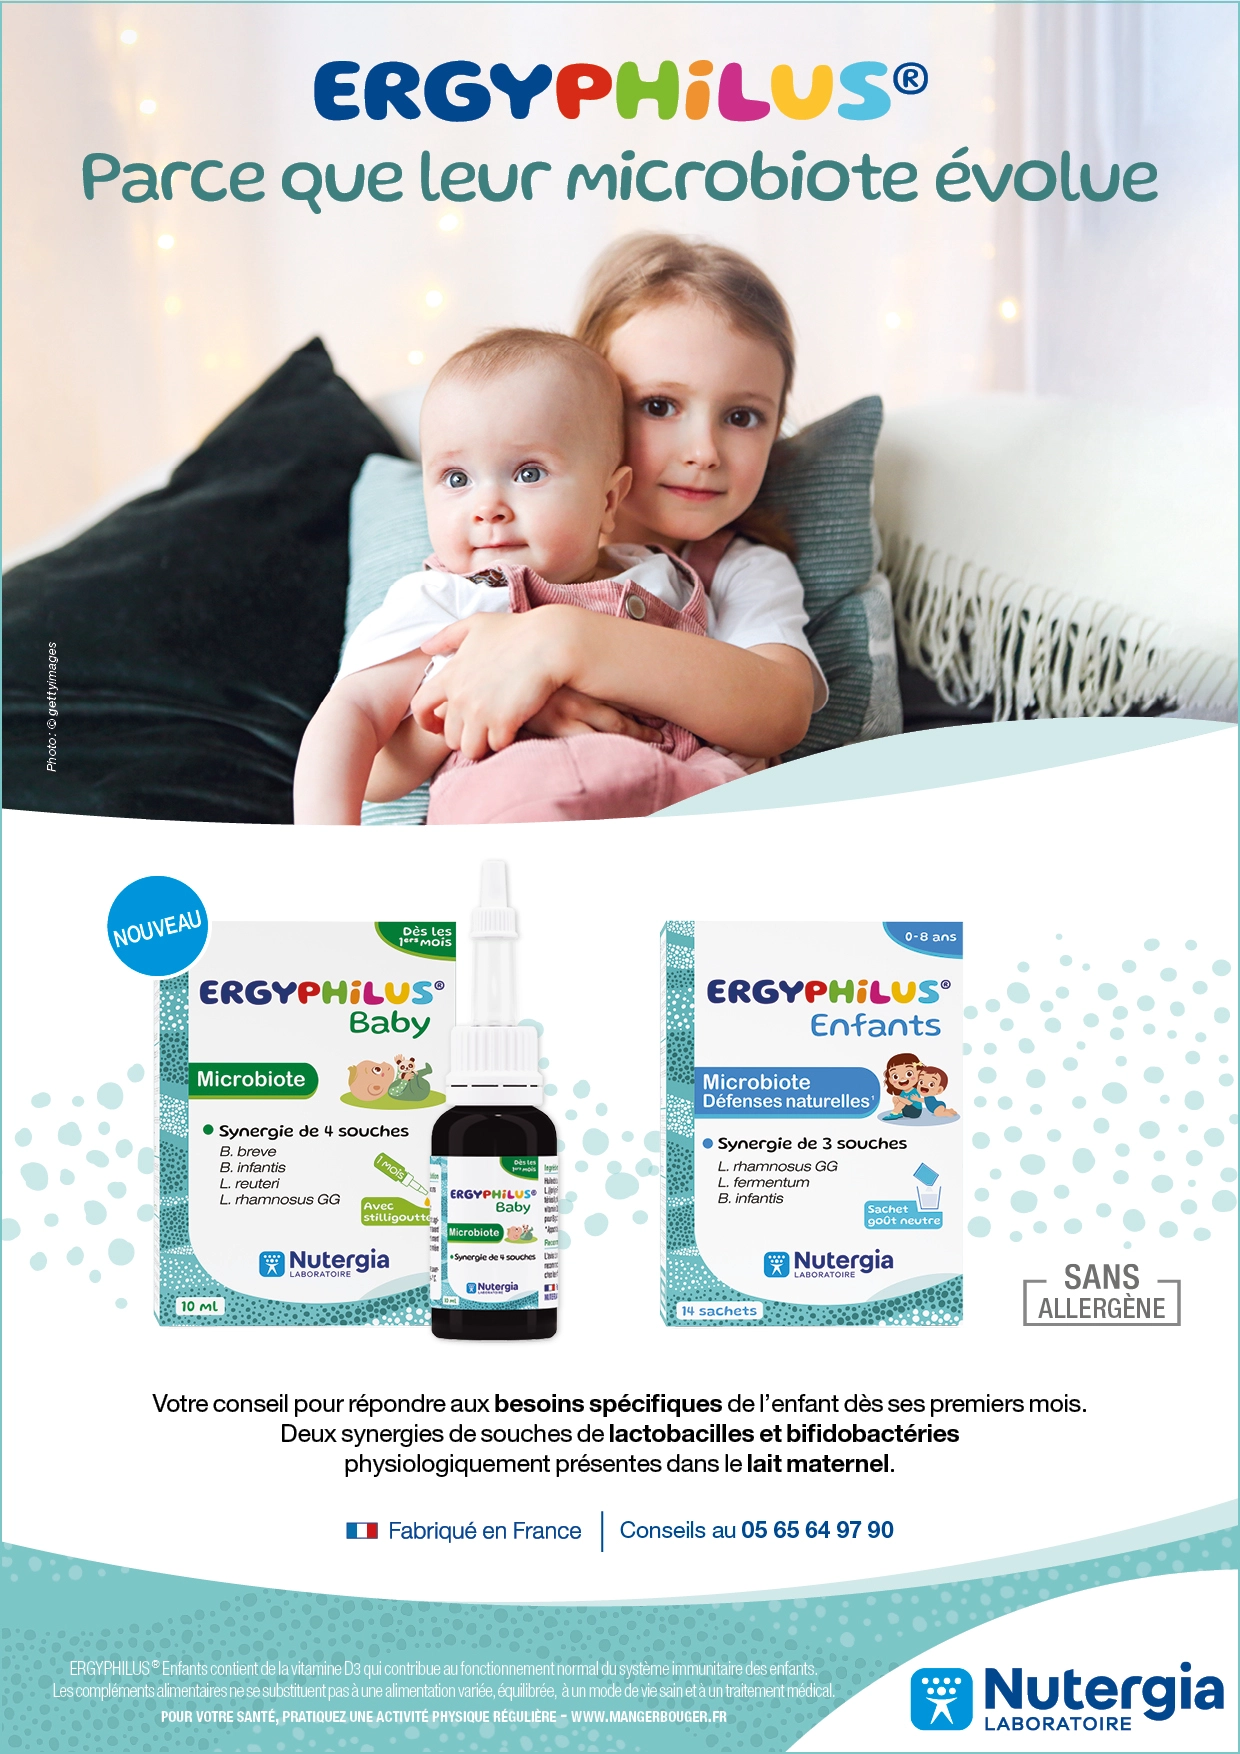 ERGYPHiLUS®
Parce que leur microbiote évolue
Photo : © gettyimages
NOUVEAU
Dès les
1ers mois
ERGYPHiLUS®
Baby
Microbiote
• Synergie de 4 souches
B. breve
B. infantis
L. reuteri
L. rhamnosus GG
1 mois
Avec
stilligoutte
Nutergia
LABORATOIRE
10 ml
Dès les
1ers mois
ERGYPHiLUS®
Baby
Microbiote
• Synergie de 4 souches
Nutergia
LABORATOIRE
10 ml
0-8 ans
ERGYPHiLUS®
Enfants
Microbiote
Défenses naturelles¹
• Synergie de 3 souches
L. rhamnosus GG
L. fermentum
B. infantis
Sachet
goût neutre
Nutergia
LABORATOIRE
14 sachets
SANS
ALLERGÈNE
Votre conseil pour répondre aux besoins spécifiques de l’enfant dès ses premiers mois.
Deux synergies de souches de lactobacilles et bifidobactéries
physiologiquement présentes dans le lait maternel.
Fabriqué en France
Conseils au 05 65 64 97 90
ERGYPHILUS® Enfants contient de la vitamine D3 qui contribue au fonctionnement normal du système immunitaire des enfants.
Les compléments alimentaires ne se substituent pas à une alimentation variée, équilibrée, à un mode de vie sain et à un traitement médical.
POUR VOTRE SANTÉ, PRATIQUEZ UNE ACTIVITÉ PHYSIQUE RÉGULIÈRE – WWW.MANGERBOUGER.FR
Nutergia
LABORATOIRE